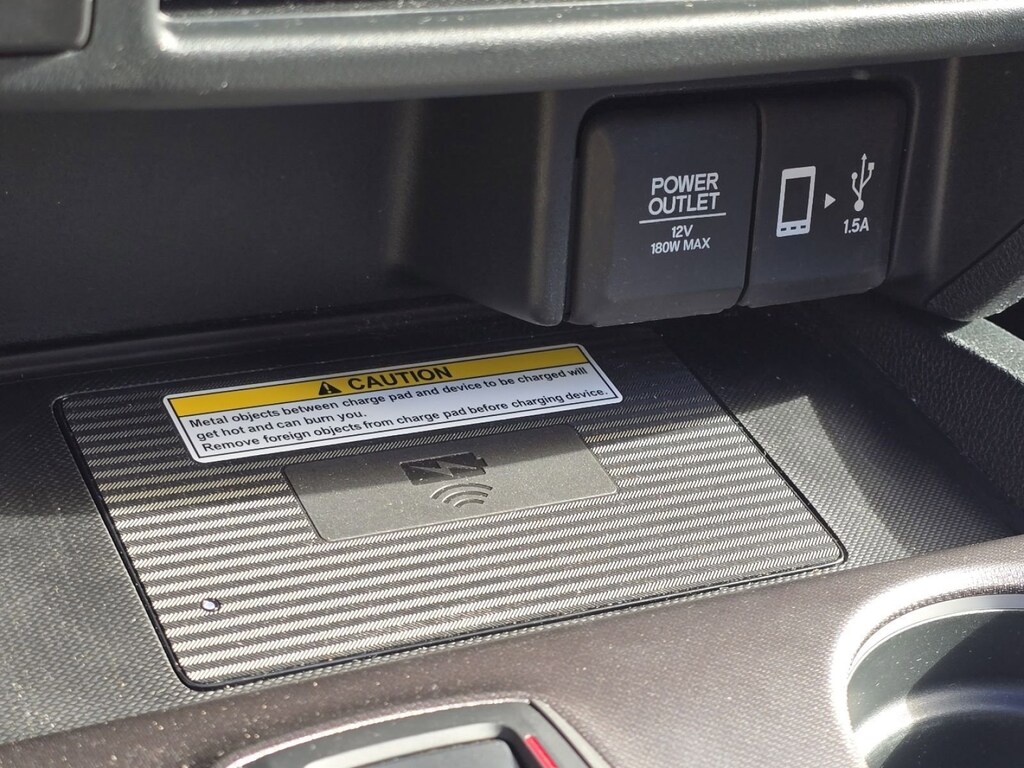 POWER
OUTLET
12V
180W MAX
1.5A
CAUTION
Metal objects between charge pad and device to be charged will
get hot and can burn you.
Remove foreign objects from charge pad before charging device.